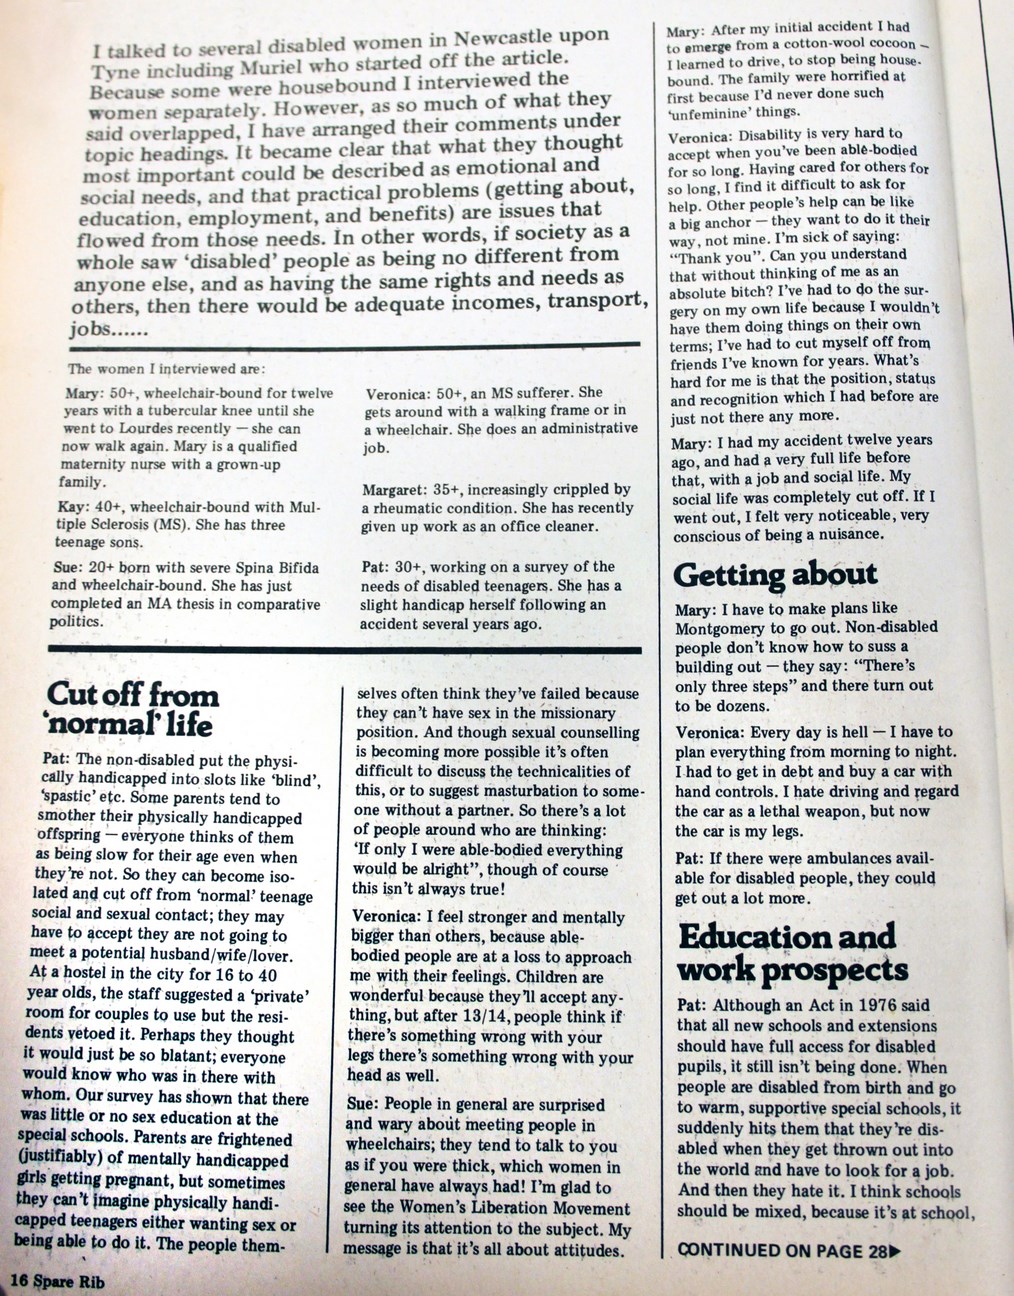 I talked to several disabled women in Newcastle upon
Tyne including Muriel who started off the article.
Because some were housebound I interviewed the
women separately. However, as so much of what they
said overlapped, I have arranged their comments under
topic headings. It became clear that what they thought
most important could be described as emotional and
social needs, and that practical problems (getting about,
education, employment, and benefits) are issues that
flowed from those needs. In other words, if society as a
whole saw ‘disabled’ people as being no different from
anyone else, and as having the same rights and needs as
others, then there would be adequate incomes, transport,
jobs......
The women I interviewed are:
Mary: 50+, wheelchair-bound for twelve
years with a tubercular knee until she
went to Lourdes recently — she can
now walk again. Mary is a qualified
maternity nurse with a grown-up
family.
Kay: 40+, wheelchair-bound with Mul-
tiple Sclerosis (MS). She has three
teenage sons.
Sue: 20+ born with severe Spina Bifida
and wheelchair-bound. She has just
completed an MA thesis in comparative
politics.
Veronica: 50+, an MS sufferer. She
gets around with a walking frame or in
a wheelchair. She does an administrative
job.
Margaret: 35+, increasingly crippled by
a rheumatic condition. She has recently
given up work as an office cleaner.
Pat: 30+, working on a survey of the
needs of disabled teenagers. She has a
slight handicap herself following an
accident several years ago.
Cut off from
‘normal’ life
Pat: The non-disabled put the physi-
cally handicapped into slots like ‘blind’,
‘spastic’ etc. Some parents tend to
smother their physically handicapped
offspring — everyone thinks of them
as being slow for their age even when
they’re not. So they can become iso-
lated and cut off from ‘normal’ teenage
social and sexual contact; they may
have to accept they are not going to
meet a potential husband/wife/lover.
At a hostel in the city for 16 to 40
year olds, the staff suggested a ‘private’
room for couples to use but the resi-
dents vetoed it. Perhaps they thought
it would just be so blatant; everyone
would know who was in there with
whom. Our survey has shown that there
was little or no sex education at the
special schools. Parents are frightened
(justifiably) of mentally handicapped
girls getting pregnant, but sometimes
they can’t imagine physically handi-
capped teenagers either wanting sex or
being able to do it. The people them-
selves often think they’ve failed because
they can’t have sex in the missionary
position. And though sexual counselling
is becoming more possible it’s often
difficult to discuss the technicalities of
this, or to suggest masturbation to some-
one without a partner. So there’s a lot
of people around who are thinking:
‘If only I were able-bodied everything
would be alright”, though of course
this isn’t always true!
Veronica: I feel stronger and mentally
bigger than others, because able-
bodied people are at a loss to approach
me with their feelings. Children are
wonderful because they’ll accept any-
thing, but after 13/14, people think if
there’s something wrong with your
legs there’s something wrong with your
head as well.
Sue: People in general are surprised
and wary about meeting people in
wheelchairs; they tend to talk to you
as if you were thick, which women in
general have always had! I’m glad to
see the Women’s Liberation Movement
turning its attention to the subject. My
message is that it’s all about attitudes.
Mary: After my initial accident I had
to emerge from a cotton-wool cocoon —
I learned to drive, to stop being house-
bound. The family were horrified at
first because I’d never done such
‘unfeminine’ things.
Veronica: Disability is very hard to
accept when you’ve been able-bodied
for so long. Having cared for others for
so long, I find it difficult to ask for
help. Other people’s help can be like
a big anchor — they want to do it their
way, not mine. I’m sick of saying:
“Thank you”. Can you understand
that without thinking of me as an
absolute bitch? I’ve had to do the sur-
gery on my own life because I wouldn’t
have them doing things on their own
terms; I’ve had to cut myself off from
friends I’ve known for years. What’s
hard for me is that the position, status
and recognition which I had before are
just not there any more.
Mary: I had my accident twelve years
ago, and had a very full life before
that, with a job and social life. My
social life was completely cut off. If I
went out, I felt very noticeable, very
conscious of being a nuisance.
Getting about
Mary: I have to make plans like
Montgomery to go out. Non-disabled
people don’t know how to suss a
building out — they say: “There’s
only three steps” and there turn out
to be dozens.
Veronica: Every day is hell — I have to
plan everything from morning to night.
I had to get in debt and buy a car with
hand controls. I hate driving and regard
the car as a lethal weapon, but now
the car is my legs.
Pat: If there were ambulances avail-
able for disabled people, they could
get out a lot more.
Education and
work prospects
Pat: Although an Act in 1976 said
that all new schools and extensions
should have full access for disabled
pupils, it still isn’t being done. When
people are disabled from birth and go
to warm, supportive special schools, it
suddenly hits them that they’re dis-
abled when they get thrown out into
the world and have to look for a job.
And then they hate it. I think schools
should be mixed, because it’s at school,
CONTINUED ON PAGE 28▶
16 Spare Rib